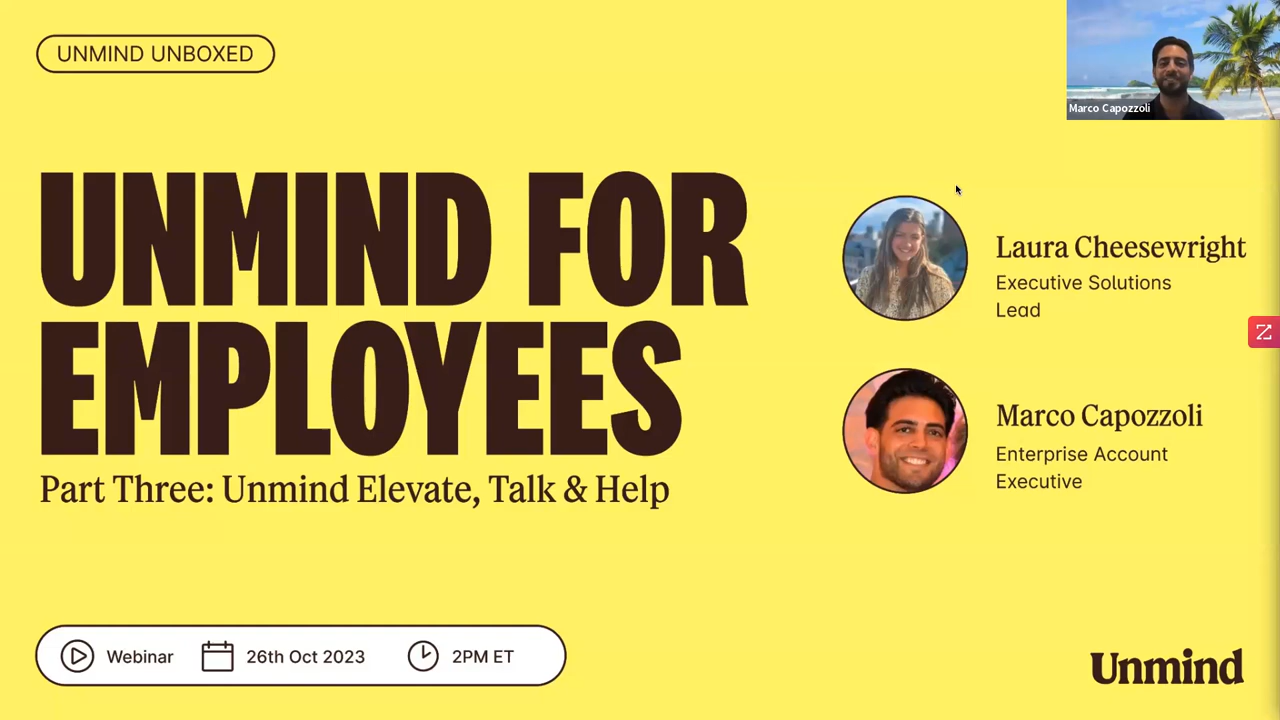 UNMIND UNBOXED
Marco Capozzoli
UNMIND FOR
EMPLOYEES
Part Three: Unmind Elevate, Talk & Help
Laura Cheesewright
Executive Solutions
Lead
Marco Capozzoli
Enterprise Account
Executive
Webinar
26th Oct 2023
2PM ET
Unmind